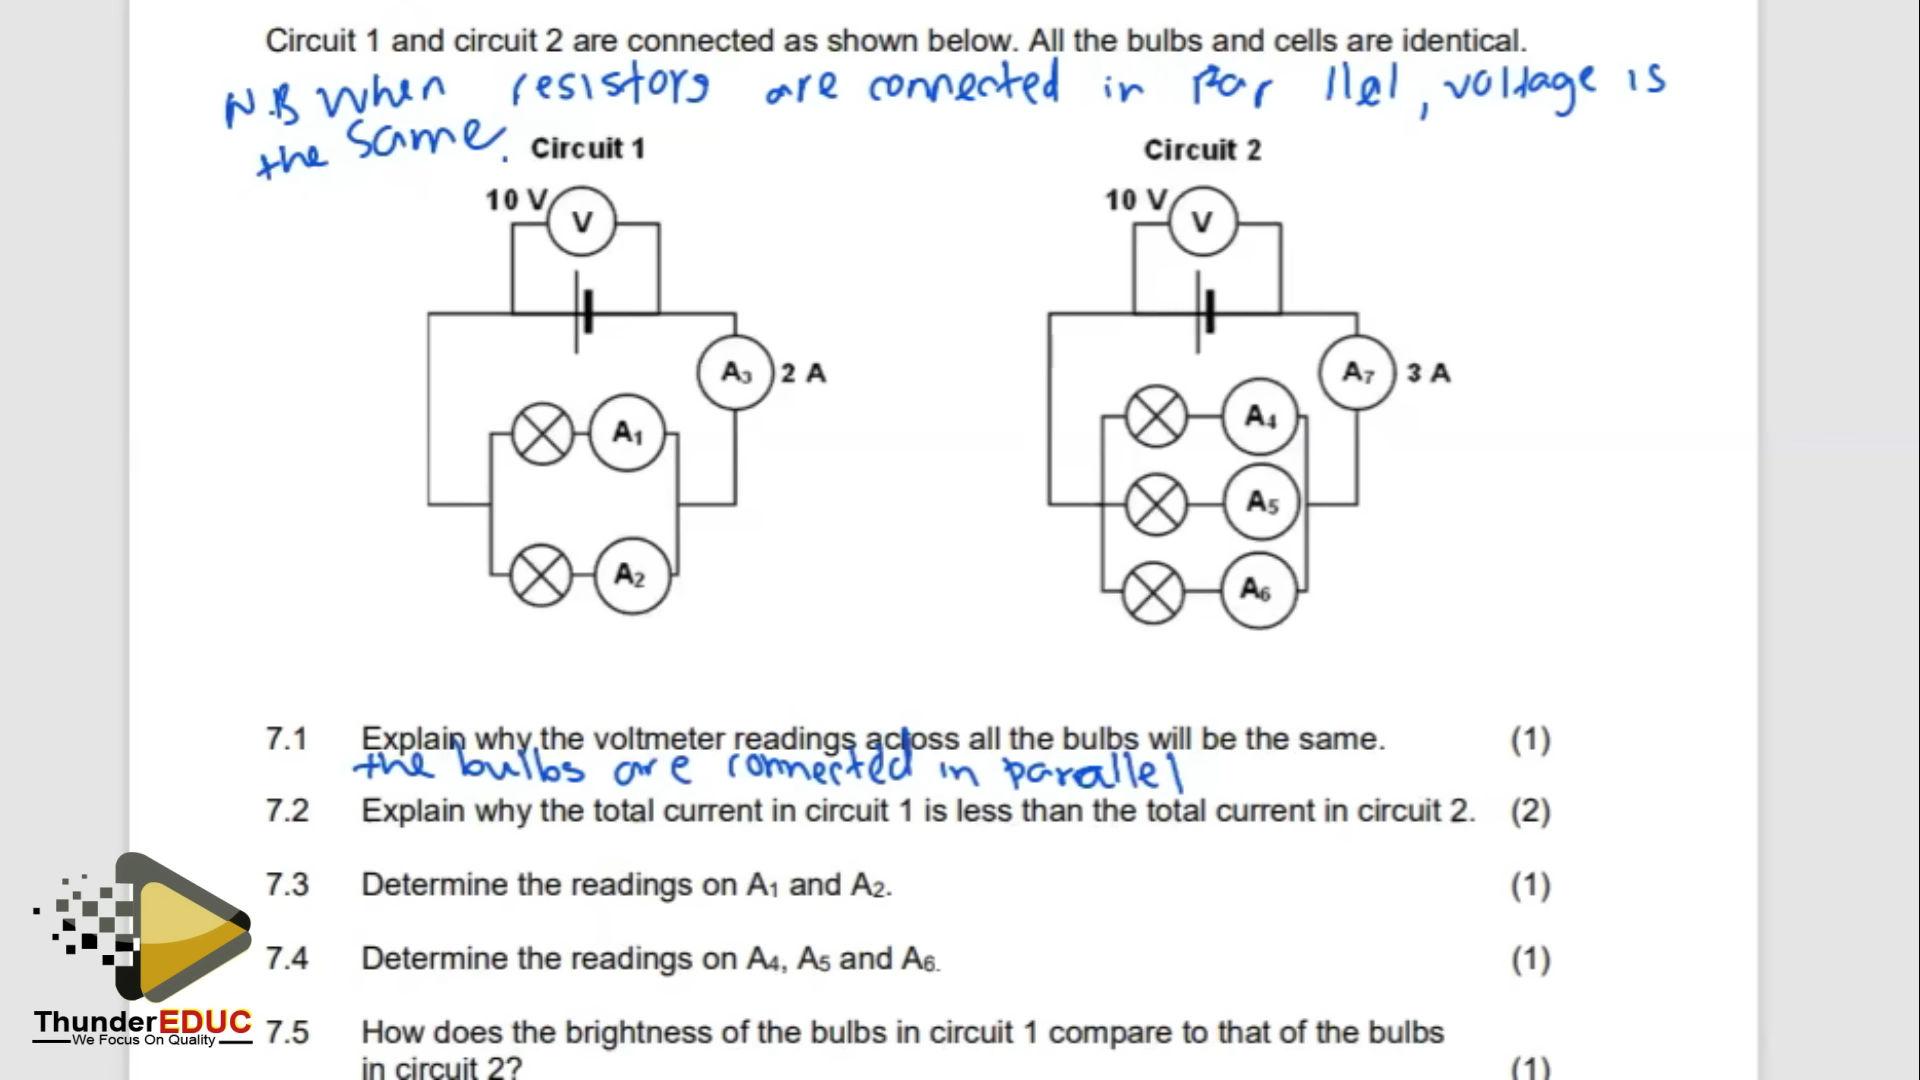 Circuit 1 and circuit 2 are connected as shown below. All the bulbs and cells are identical.
N.B When resistors are connected in Par llel, voltage is
the same.
Circuit 1
Circuit 2
10 V
V
10 V
V
A3
2 A
A7
3 A
A1
A4
A5
A2
A6
7.1 Explain why the voltmeter readings across all the bulbs will be the same. (1)
the bulbs are connected in parallel
7.2 Explain why the total current in circuit 1 is less than the total current in circuit 2. (2)
7.3 Determine the readings on A1 and A2. (1)
7.4 Determine the readings on A4, A5 and A6. (1)
7.5 How does the brightness of the bulbs in circuit 1 compare to that of the bulbs
in circuit 2? (1)
ThunderEDUC
We Focus On Quality